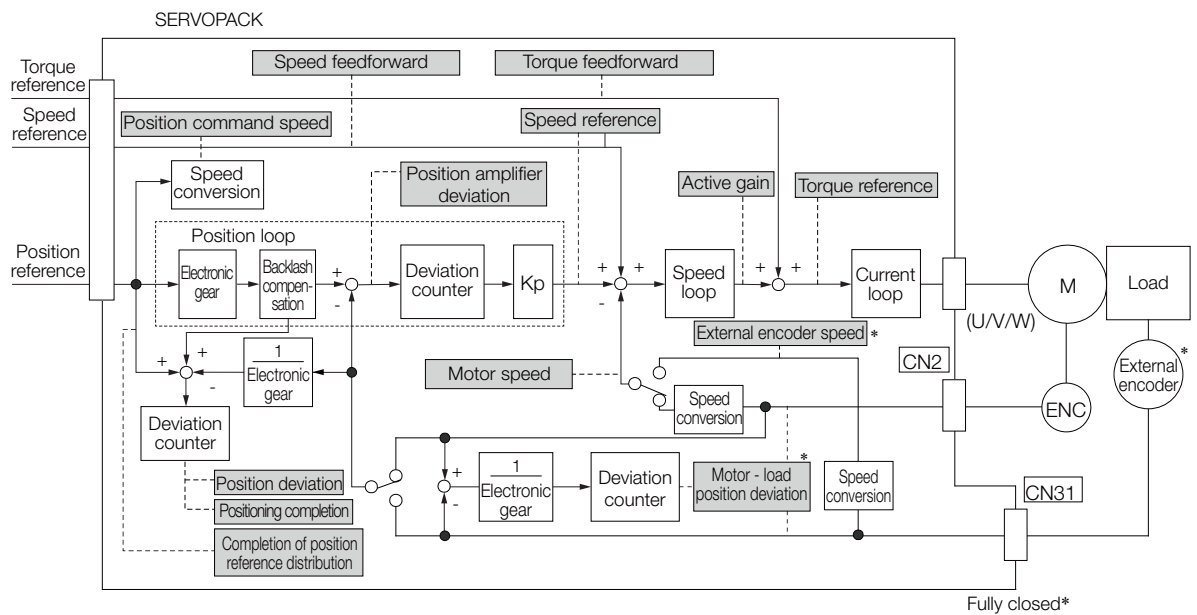 SERVOPACK
Torque
reference
Speed
reference
Position
reference
Speed feedforward
Torque feedforward
Position command speed
Speed reference
Speed
conversion
Position amplifier
deviation
Active gain
Torque reference
Position loop
Electronic
gear
Backlash
compen-
sation
+
-
Deviation
counter
Kp
+
+
-
+
Speed
loop
+
+
Current
loop
(U/V/W)
M
Load
External encoder speed *
CN2
*
External
encoder
+
+
-
1
Electronic
gear
Motor speed
Speed
conversion
ENC
Deviation
counter
Position deviation
Positioning completion
Completion of position
reference distribution
+
-
1
Electronic
gear
Deviation
counter
*
Motor - load
position deviation
Speed
conversion
CN31
Fully closed*